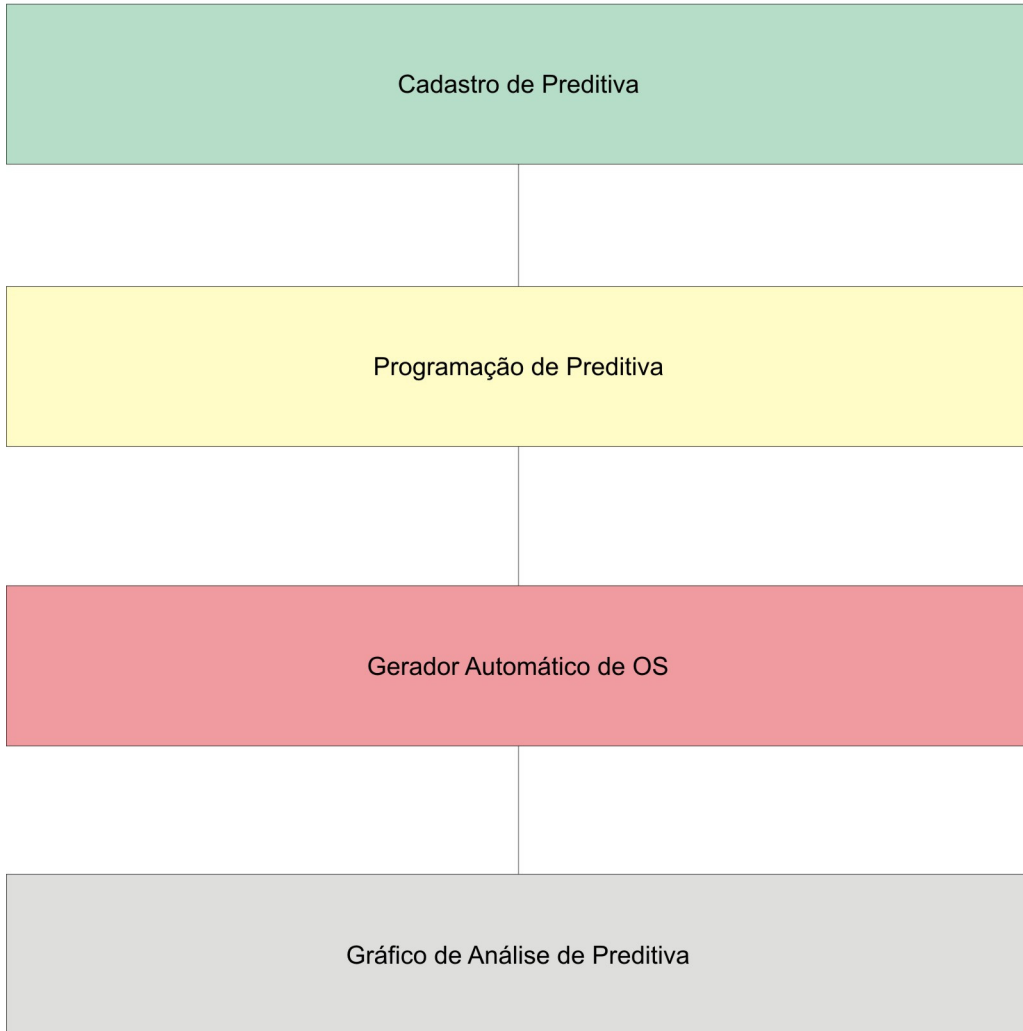 Cadastro de Preditiva
Programação de Preditiva
Gerador Automático de OS
Gráfico de Análise de Preditiva